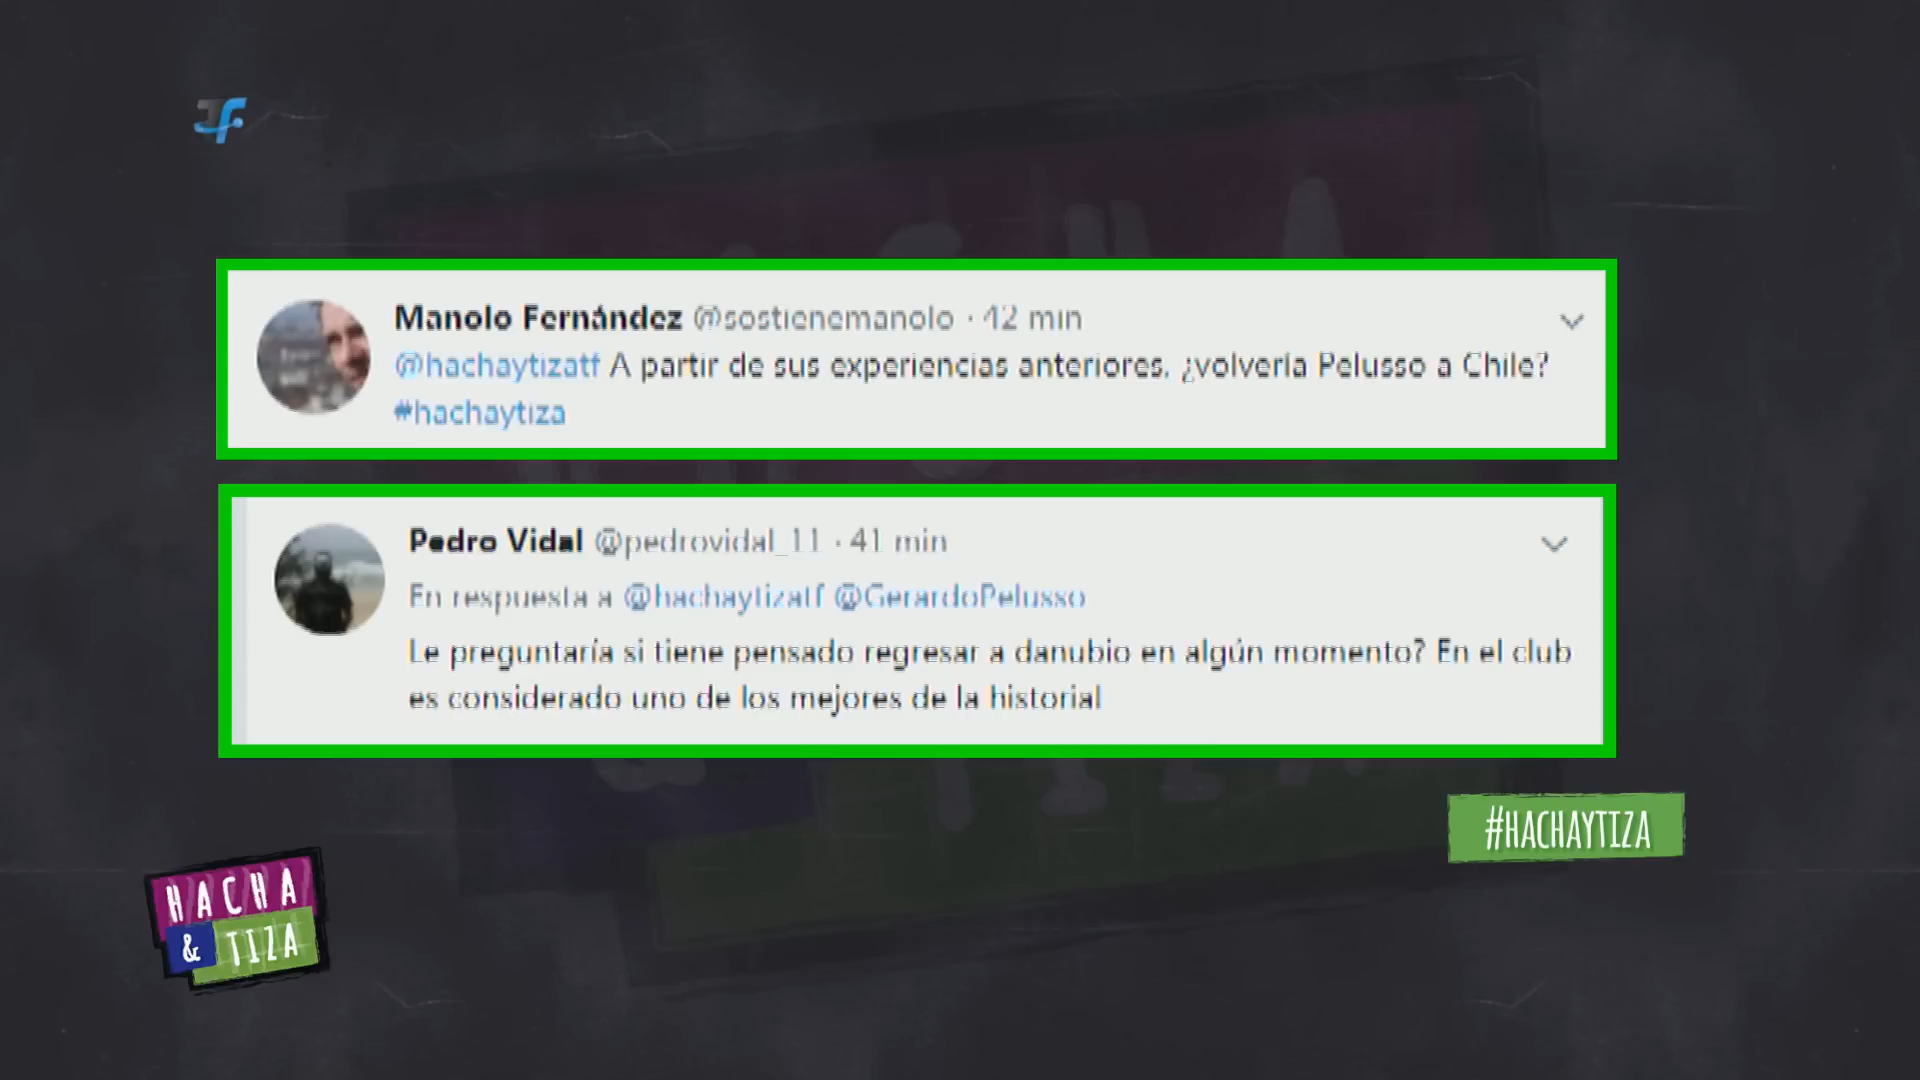 Manolo Fernández @sostienemanolo · 42 min
@hachaytizatf A partir de sus experiencias anteriores. ¿volvería Pelusso a Chile?
#hachaytiza
Pedro Vidal @pedrovidal_11 · 41 min
En respuesta a @hachaytizatf @GerardoPelusso
Le preguntaría si tiene pensado regresar a danubio en algún momento? En el club
es considerado uno de los mejores de la historial
#HACHAYTIZA
HACHA
& TIZA